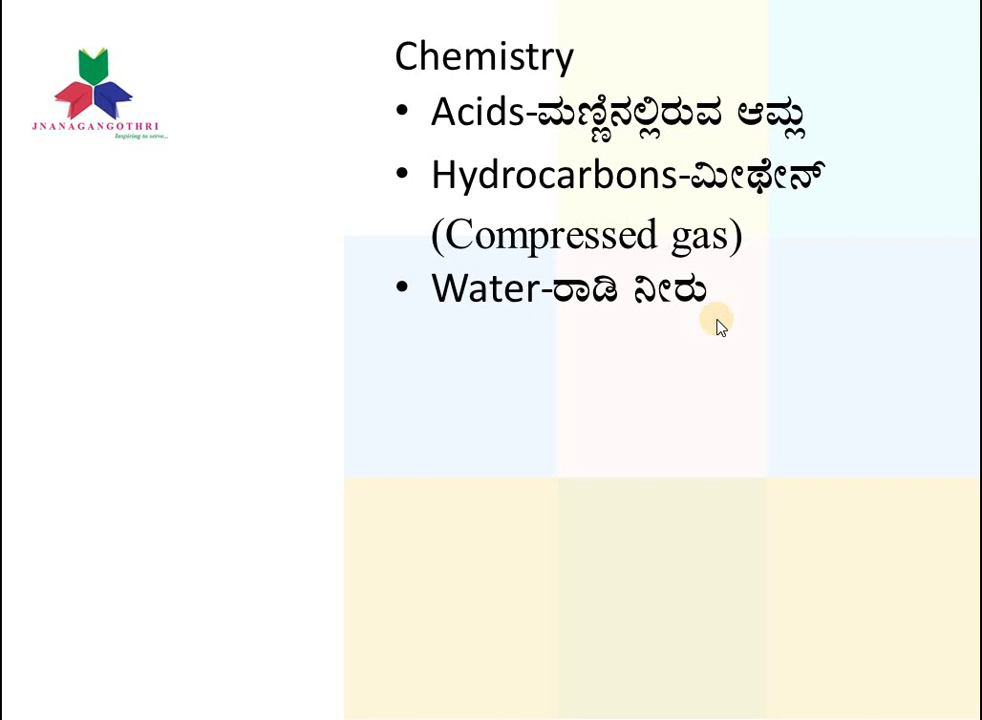 JNANAGANGOTHRI
Inspiring to serve...
Chemistry
• Acids-ಮಣ್ಣಿನಲ್ಲಿರುವ ಆಮ್ಲ
• Hydrocarbons-ಮೀಥೇನ್
(Compressed gas)
• Water-ರಾಡಿ ನೀರು